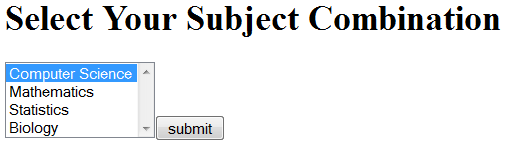 Select Your Subject Combination
Computer Science
Mathematics
Statistics
Biology
submit